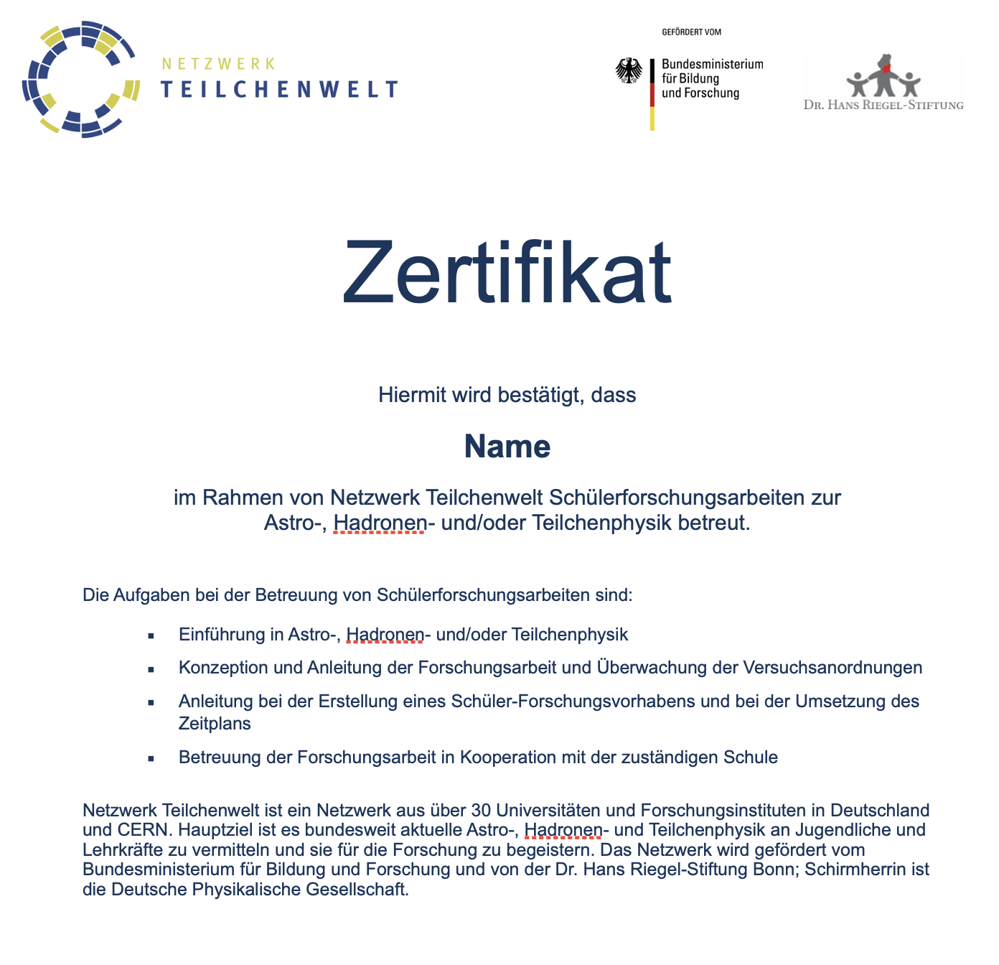 NETZWERK
TEILCHENWELT
GEFÖRDERT VOM
Bundesministerium
für Bildung
und Forschung
DR. HANS RIEGEL-STIFTUNG
Zertifikat
Hiermit wird bestätigt, dass
Name
im Rahmen von Netzwerk Teilchenwelt Schülerforschungsarbeiten zur
Astro-, Hadronen- und/oder Teilchenphysik betreut.
Die Aufgaben bei der Betreuung von Schülerforschungsarbeiten sind:
▪ Einführung in Astro-, Hadronen- und/oder Teilchenphysik
▪ Konzeption und Anleitung der Forschungsarbeit und Überwachung der Versuchsanordnungen
▪ Anleitung bei der Erstellung eines Schüler-Forschungsvorhabens und bei der Umsetzung des
Zeitplans
▪ Betreuung der Forschungsarbeit in Kooperation mit der zuständigen Schule
Netzwerk Teilchenwelt ist ein Netzwerk aus über 30 Universitäten und Forschungsinstituten in Deutschland
und CERN. Hauptziel ist es bundesweit aktuelle Astro-, Hadronen- und Teilchenphysik an Jugendliche und
Lehrkräfte zu vermitteln und sie für die Forschung zu begeistern. Das Netzwerk wird gefördert vom
Bundesministerium für Bildung und Forschung und von der Dr. Hans Riegel-Stiftung Bonn; Schirmherrin ist
die Deutsche Physikalische Gesellschaft.